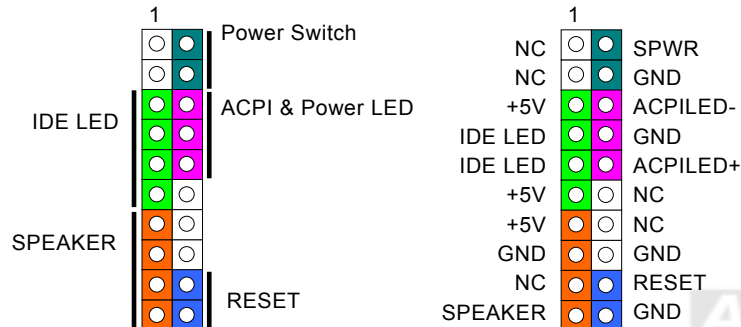 1
Power Switch
IDE LED
ACPI & Power LED
SPEAKER
RESET
1
NC SPWR
NC GND
+5V ACPILED-
IDE LED GND
IDE LED ACPILED+
+5V NC
+5V NC
GND GND
NC RESET
SPEAKER GND